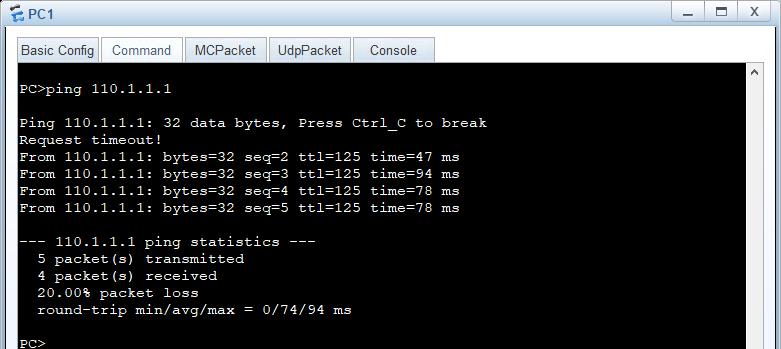 PC1
Basic Config Command MCPacket UdpPacket Console
PC>ping 110.1.1.1
Ping 110.1.1.1: 32 data bytes, Press Ctrl_C to break
Request timeout!
From 110.1.1.1: bytes=32 seq=2 ttl=125 time=47 ms
From 110.1.1.1: bytes=32 seq=3 ttl=125 time=94 ms
From 110.1.1.1: bytes=32 seq=4 ttl=125 time=78 ms
From 110.1.1.1: bytes=32 seq=5 ttl=125 time=78 ms
--- 110.1.1.1 ping statistics ---
5 packet(s) transmitted
4 packet(s) received
20.00% packet loss
round-trip min/avg/max = 0/74/94 ms
PC>